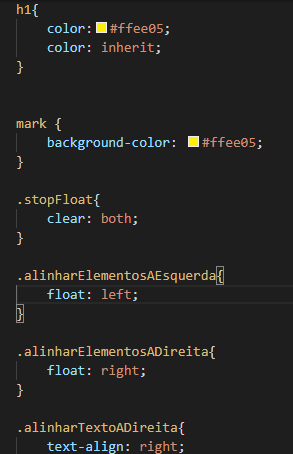 h1{
color: #ffee05;
color: inherit;
}
mark {
background-color: #ffee05;
}
.stopFloat{
clear: both;
}
.alinharElementosAEsquerda{
float: left;
}
.alinharElementosADireita{
float: right;
}
.alinharTextoADireita{
text-align: right;